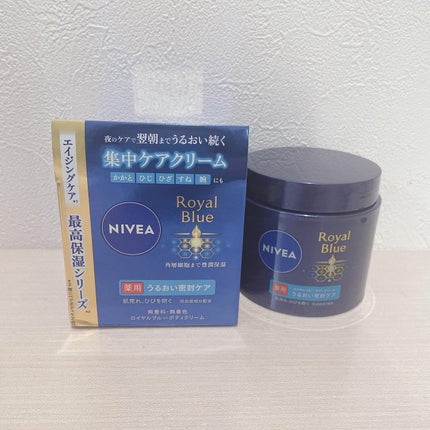 エイジングケア※1
最高保湿シリーズ※2
夜のケアで翌朝までうるおい続く
集中ケアクリーム
かかと ひじ ひざ すね 腕 にも
NIVEA
Royal
Blue
角層細胞まで豊潤保湿
薬用 うるおい密封ケア
肌荒れ、ひびを防ぐ
無香料・無着色
ロイヤルブルーボディクリーム
NIVEA
Royal
Blue
薬用
うるおい密封ケア